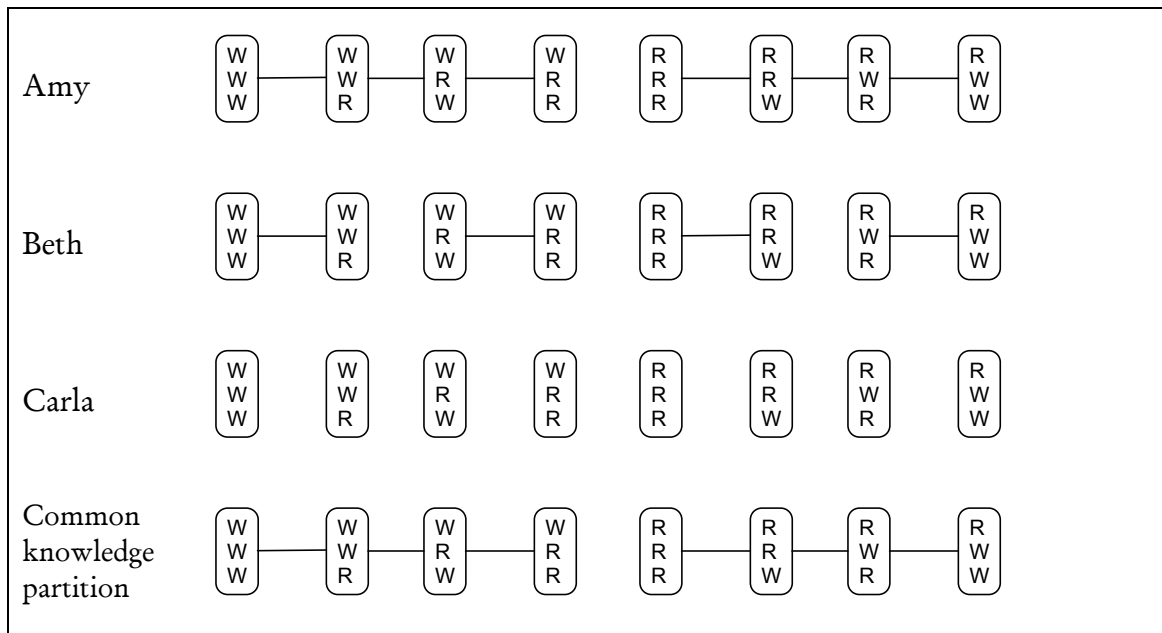 W W W W R R R R
Amy W W R R R R W W
W R W R R W R W
W W W W R R R R
Beth W W R R R R W W
W R W R R W R W
W W W W R R R R
Carla W W R R R R W W
W R W R R W R W
Common W W W W R R R R
knowledge W W R R R R W W
partition W R W R R W R W